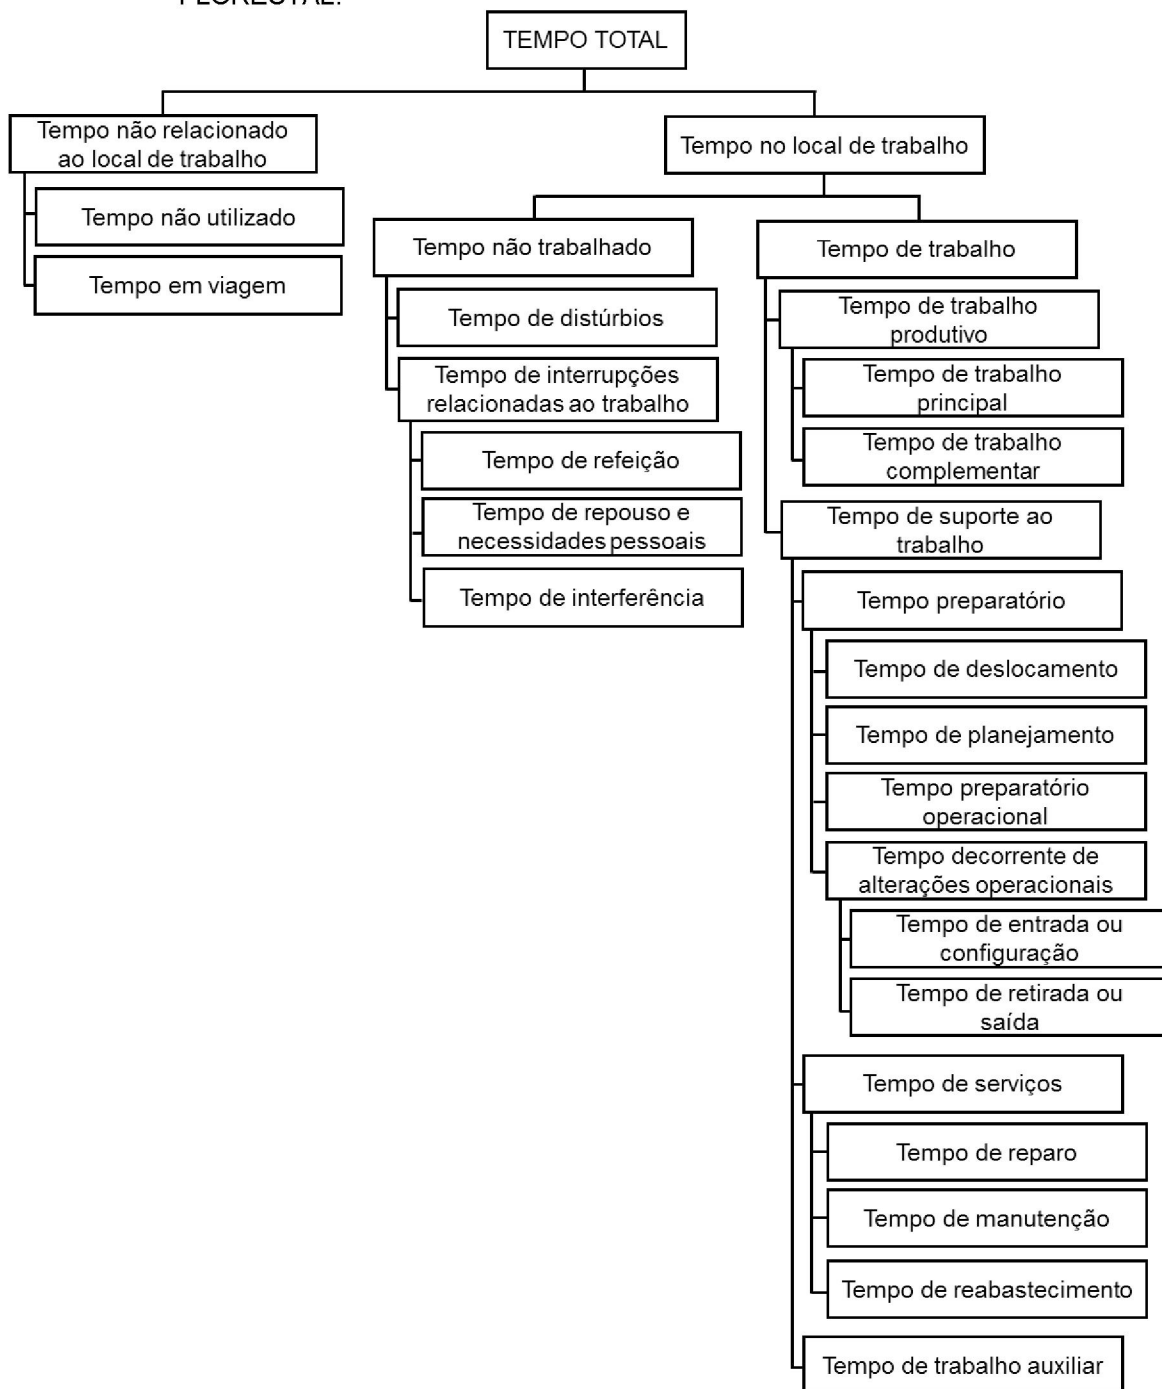 FLORESTAL.
TEMPO TOTAL
Tempo não relacionado
ao local de trabalho
Tempo não utilizado
Tempo em viagem
Tempo no local de trabalho
Tempo não trabalhado
Tempo de distúrbios
Tempo de interrupções
relacionadas ao trabalho
Tempo de refeição
Tempo de repouso e
necessidades pessoais
Tempo de interferência
Tempo de trabalho
Tempo de trabalho
produtivo
Tempo de trabalho
principal
Tempo de trabalho
complementar
Tempo de suporte ao
trabalho
Tempo preparatório
Tempo de deslocamento
Tempo de planejamento
Tempo preparatório
operacional
Tempo decorrente de
alterações operacionais
Tempo de entrada ou
configuração
Tempo de retirada ou
saída
Tempo de serviços
Tempo de reparo
Tempo de manutenção
Tempo de reabastecimento
Tempo de trabalho auxiliar